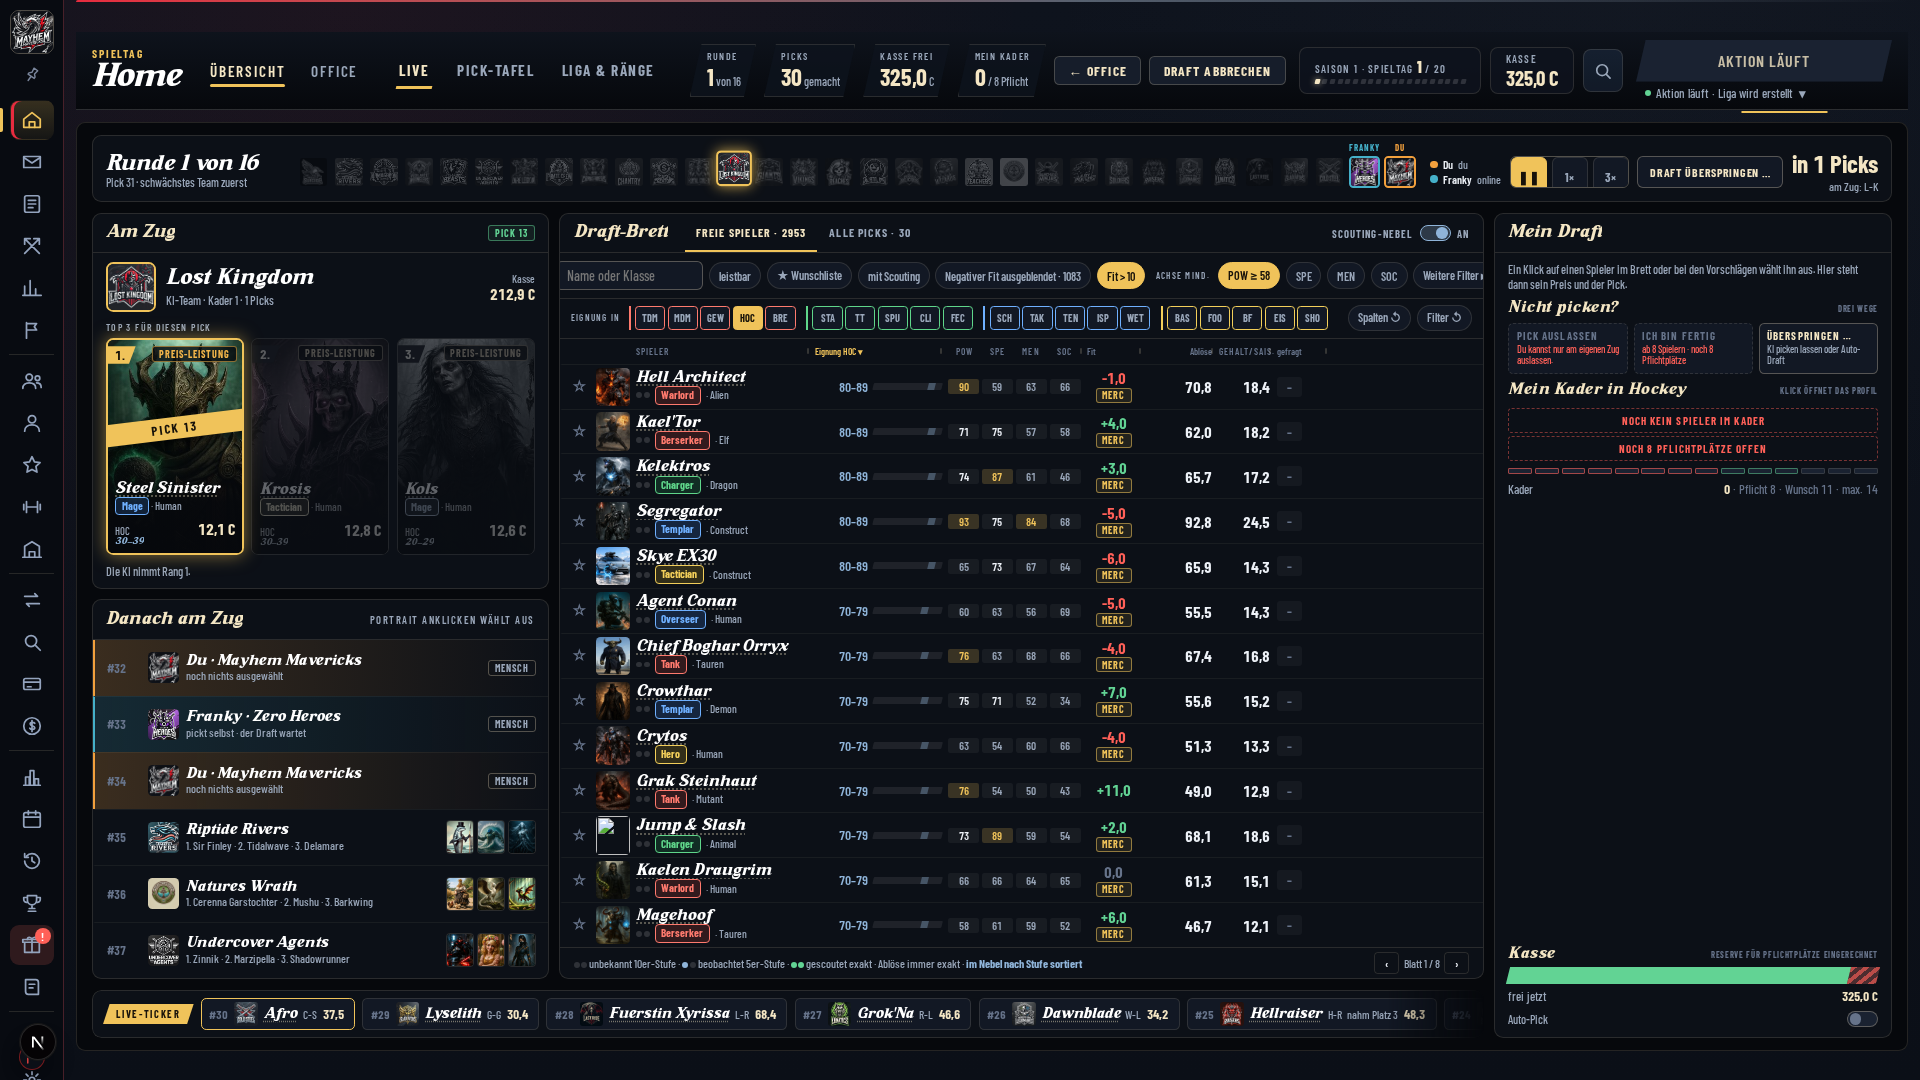 SPIELTAG
Home
ÜBERSICHT
OFFICE
LIVE
PICK-TAFEL
LIGA & RÄNGE
RUNDE
1 von 16
PICKS
30 gemacht
KASSE FREI
325,0 C
MEIN KADER
0 / 8 Pflicht
← OFFICE
DRAFT ABBRECHEN
SAISON 1 · SPIELTAG 1 / 20
KASSE
325,0 C
AKTION LÄUFT
Aktion läuft · Liga wird erstellt ▼
Runde 1 von 16
Pick 31 · schwächstes Team zuerst
FRANKY
DU
Du du
Franky online
1×
3×
DRAFT ÜBERSPRINGEN ...
in 1 Picks
am Zug: L-K
Am Zug
PICK 13
Lost Kingdom
KI-Team · Kader 1 · 1 Picks
Kasse
212,9 C
TOP 3 FÜR DIESEN PICK
1.
PREIS-LEISTUNG
PICK 13
Steel Sinister
Mage · Human
HOC
30–39
12,1 C
2.
PREIS-LEISTUNG
Krosis
Tactician · Human
HOC
30–39
12,8 C
3.
PREIS-LEISTUNG
Kols
Mage · Human
HOC
20–29
12,6 C
Die KI nimmt Rang 1.
Danach am Zug
PORTRAIT ANKLICKEN WÄHLT AUS
#32
Du · Mayhem Mavericks
noch nichts ausgewählt
MENSCH
#33
Franky · Zero Heroes
pickt selbst · der Draft wartet
MENSCH
#34
Du · Mayhem Mavericks
noch nichts ausgewählt
MENSCH
#35
Riptide Rivers
1. Sir Finley · 2. Tidalwave · 3. Delamare
#36
Natures Wrath
1. Cerenna Garstochter · 2. Mushu · 3. Barkwing
#37
Undercover Agents
1. Zinnik · 2. Marzipella · 3. Shadowrunner
Draft-Brett
FREIE SPIELER · 2953
ALLE PICKS · 30
SCOUTING-NEBEL
AN
Name oder Klasse
leistbar
★ Wunschliste
mit Scouting
Negativer Fit ausgeblendet · 1083
Fit > 10
ACHSE MIND.
POW ≥ 58
SPE
MEN
SOC
Weitere Filter
EIGNUNG IN
TDM
MDM
GEW
HOC
BRE
STA
TT
SPU
CLI
FEC
SCH
TAK
TEN
ISP
WET
BAS
FOO
BF
EIS
SHO
Spalten ↺
Filter ↺
SPIELER
Eignung HOC ▾
POW
SPE
MEN
SOC
Fit
Ablöse
GEHALT/SAIS
gefragt
Hell Architect
Warlord · Alien
80–89
90 59 63 66
-1,0
MERC
70,8 18,4 –
Kael'Tor
Berserker · Elf
80–89
71 75 57 58
+4,0
MERC
62,0 18,2 –
Kelektros
Charger · Dragon
80–89
74 87 61 46
+3,0
MERC
65,7 17,2 –
Segregator
Templar · Construct
80–89
93 75 84 68
-5,0
MERC
92,8 24,5 –
Skye EX30
Tactician · Construct
80–89
65 73 67 64
-6,0
MERC
65,9 14,3 –
Agent Conan
Overseer · Human
70–79
60 63 56 69
-5,0
MERC
55,5 14,3 –
Chief Boghar Orryx
Tank · Tauren
70–79
76 63 68 66
-4,0
MERC
67,4 16,8 –
Crowthar
Templar · Demon
70–79
75 71 52 34
+7,0
MERC
55,6 15,2 –
Crytos
Hero · Human
70–79
63 54 60 66
-4,0
MERC
51,3 13,3 –
Grak Steinhaut
Tank · Mutant
70–79
76 54 50 43
+11,0
49,0 12,9 –
Jump & Slash
Charger · Animal
70–79
73 89 59 54
+2,0
MERC
68,1 18,6 –
Kaelen Draugrim
Warlord · Human
70–79
66 66 64 65
0,0
MERC
61,3 15,1 –
Magehoof
Berserker · Tauren
70–79
58 61 59 52
+6,0
MERC
46,7 12,1 –
unbekannt 10er-Stufe · beobachtet 5er-Stufe · gescoutet exakt · Ablöse immer exakt · im Nebel nach Stufe sortiert
‹ Blatt 1 / 8 ›
Mein Draft
Ein Klick auf einen Spieler im Brett oder bei den Vorschlägen wählt ihn aus. Hier steht
dann sein Preis und der Pick.
Nicht picken?
DREI WEGE
PICK AUSLASSEN
Du kannst nur am eigenen Zug
auslassen.
ICH BIN FERTIG
ab 8 Spielern · noch 8
Pflichtplätze
ÜBERSPRINGEN ...
KI picken lassen oder Auto-
Draft
Mein Kader in Hockey
KLICK ÖFFNET DAS PROFIL
NOCH KEIN SPIELER IM KADER
NOCH 8 PFLICHTPLÄTZE OFFEN
Kader
0 · Pflicht 8 · Wunsch 11 · max. 14
Kasse
RESERVE FÜR PFLICHTPLÄTZE EINGERECHNET
frei jetzt
325,0 C
Auto-Pick
LIVE-TICKER
#30 Afro C-S 37,5
#29 Lyselith G-G 30,4
#28 Fuerstin Xyrissa L-R 68,4
#27 Grok'Na R-L 46,6
#26 Dawnblade W-L 34,2
#25 Hellraiser H-R nahm Platz 3 48,3
#24